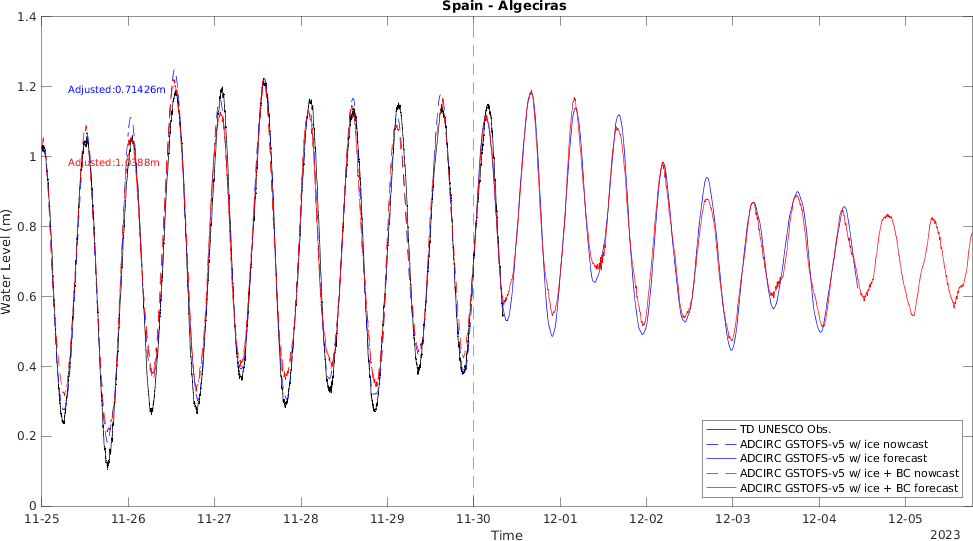 Spain - Algeciras
1.4
1.2
1
0.8
0.6
0.4
0.2
0
Water Level (m)
Adjusted:0.71426m
Adjusted:1.0388m
TD UNESCO Obs.
ADCIRC GSTOFS-v5 w/ ice nowcast
ADCIRC GSTOFS-v5 w/ ice forecast
ADCIRC GSTOFS-v5 w/ ice + BC nowcast
ADCIRC GSTOFS-v5 w/ ice + BC forecast
11-25 11-26 11-27 11-28 11-29 11-30 12-01 12-02 12-03 12-04 12-05
Time
2023